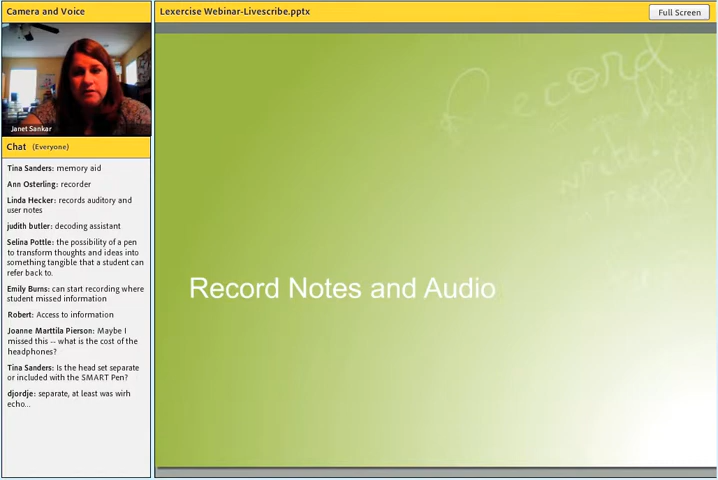 Camera and Voice
Lexercise Webinar-Livescribe.pptx
Full Screen
Janet Sankar
Chat (Everyone)
Tina Sanders: memory aid
Ann Osterling: recorder
Linda Hecker: records auditory and
user notes
judith butler: decoding assistant
Selina Pottle: the possibility of a pen
to transform thoughts and ideas into
something tangible that a student can
refer back to.
Emily Burns: can start recording where
student missed information
Robert: Access to information
Joanne Marttila Pierson: Maybe I
missed this -- what is the cost of the
headphones?
Tina Sanders: Is the head set separate
or included with the SMART Pen?
djordje: separate, at least was wirh
echo...
Record
Record Notes and Audio